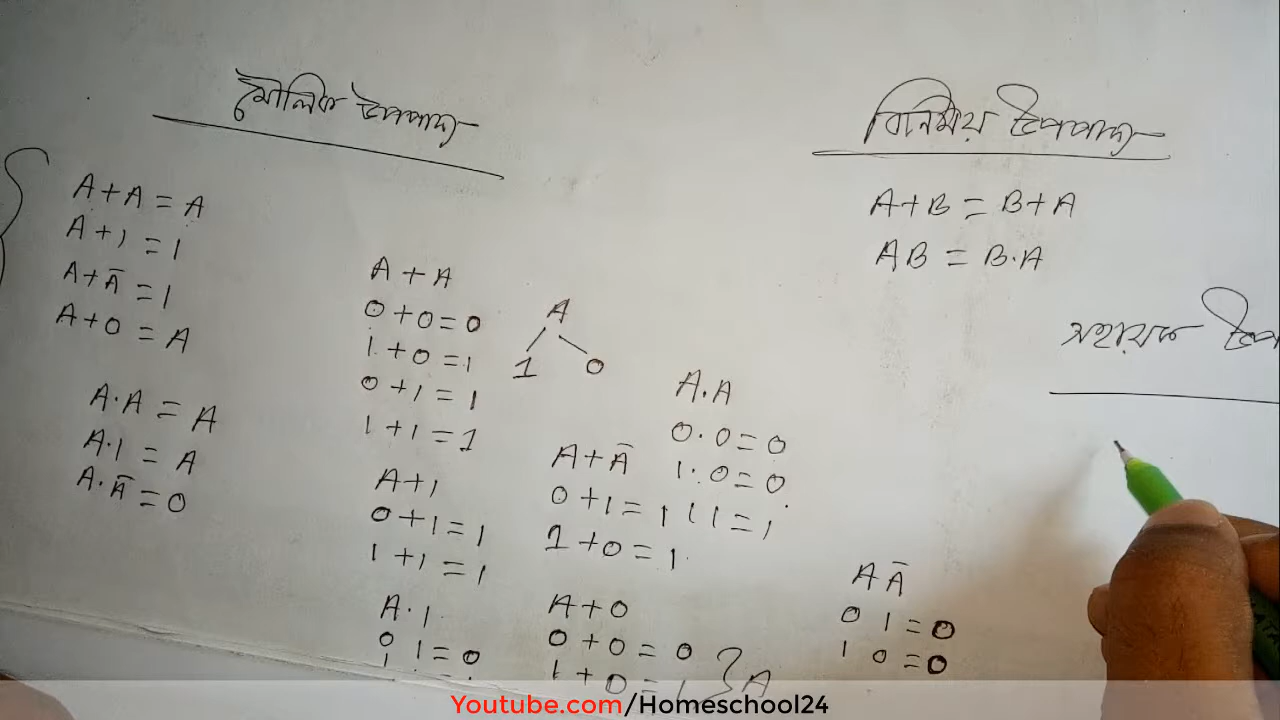 মৌলিক উপপাদ্য
A + A = A
A + 1 = 1
A + Ā = 1
A + 0 = A
A·A = A
A·1 = A
A·Ā = 0
A + A
0 + 0 = 0
1 + 0 = 1
0 + 1 = 1
1 + 1 = 1
A
1 0
A + 1
0 + 1 = 1
1 + 1 = 1
A·1
0 1 = 0
A + Ā
0 + 1 = 1
1 + 0 = 1
A + 0
0 + 0 = 0
1 + 0 = 1 } A
A·A
0·0 = 0
1·0 = 0
1 1 = 1
A Ā
0 1 = 0
1 0 = 0
বিনিময় উপপাদ্য
A + B = B + A
AB = B·A
সহায়ক
Youtube.com/Homeschool24